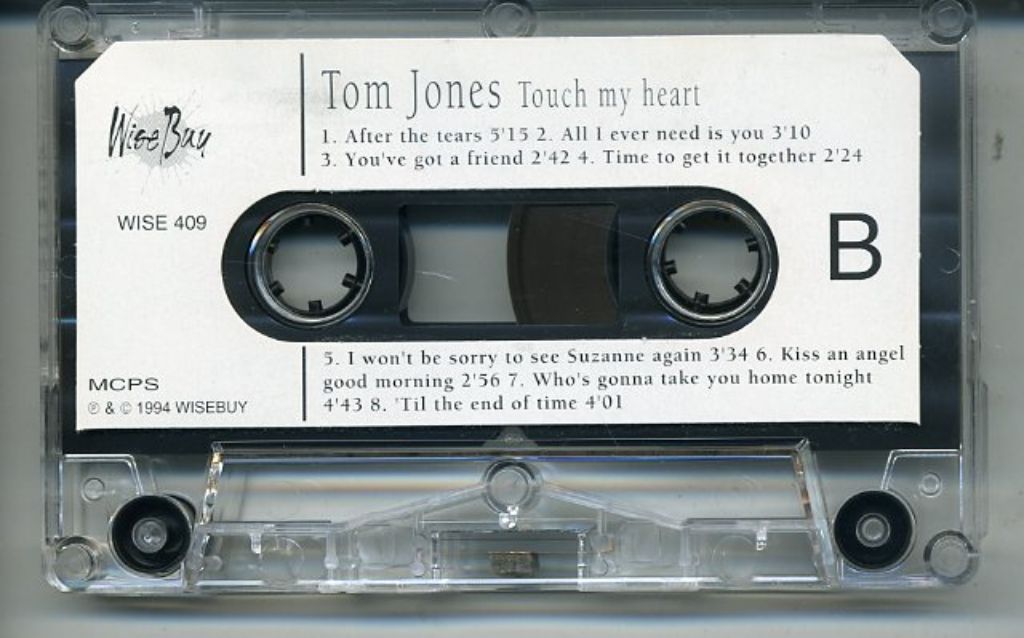 Tom Jones Touch my heart
1. After the tears 5'15 2. All I ever need is you 3'10
3. You've got a friend 2'42 4. Time to get it together 2'24
Wise Buy
WISE 409
B
5. I won't be sorry to see Suzanne again 3'34 6. Kiss an angel
good morning 2'56 7. Who's gonna take you home tonight
4'43 8. 'Til the end of time 4'01
MCPS
℗ & © 1994 WISEBUY